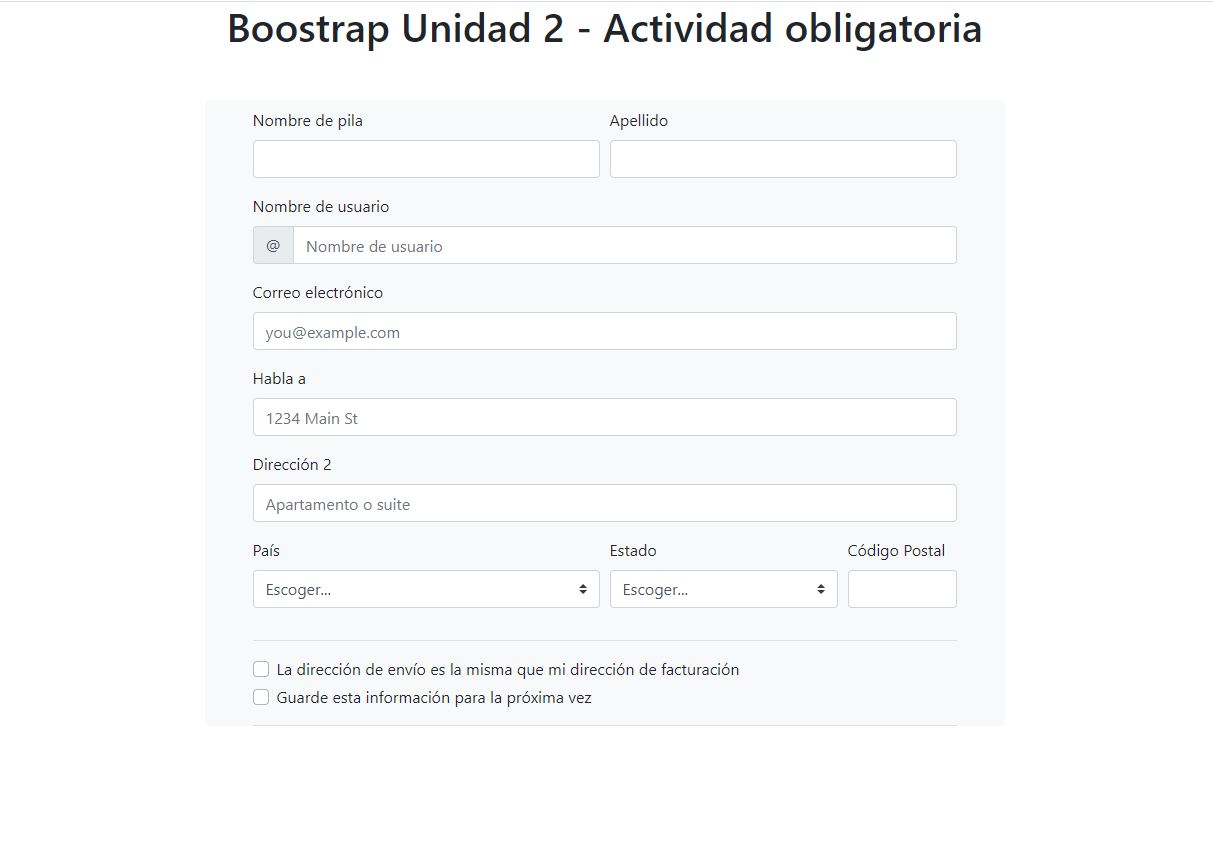 Boostrap Unidad 2 - Actividad obligatoria
Nombre de pila Apellido
Nombre de usuario
@ Nombre de usuario
Correo electrónico
you@example.com
Habla a
1234 Main St
Dirección 2
Apartamento o suite
País Estado Código Postal
Escoger... Escoger...
La dirección de envío es la misma que mi dirección de facturación
Guarde esta información para la próxima vez